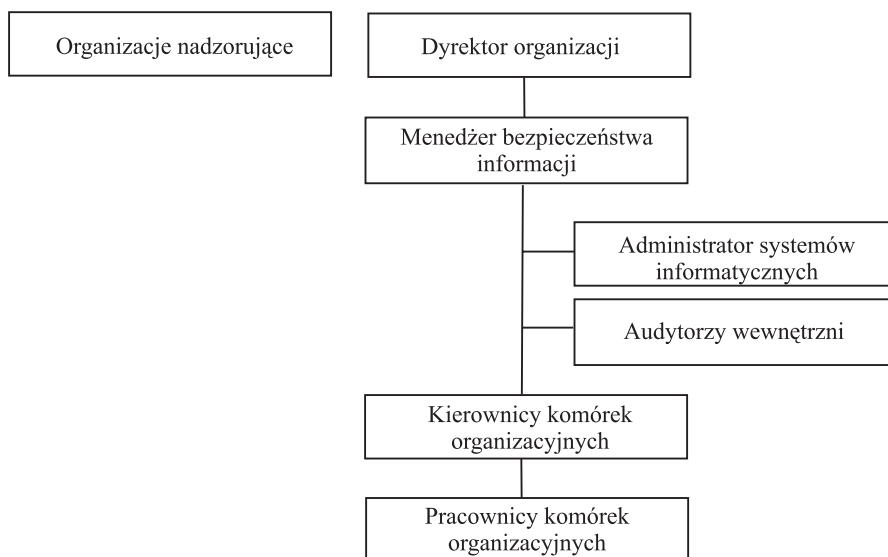 Organizacje nadzorujące
Dyrektor organizacji
Menedżer bezpieczeństwa
informacji
Administrator systemów
informatycznych
Audytorzy wewnętrzni
Kierownicy komórek
organizacyjnych
Pracownicy komórek
organizacyjnych